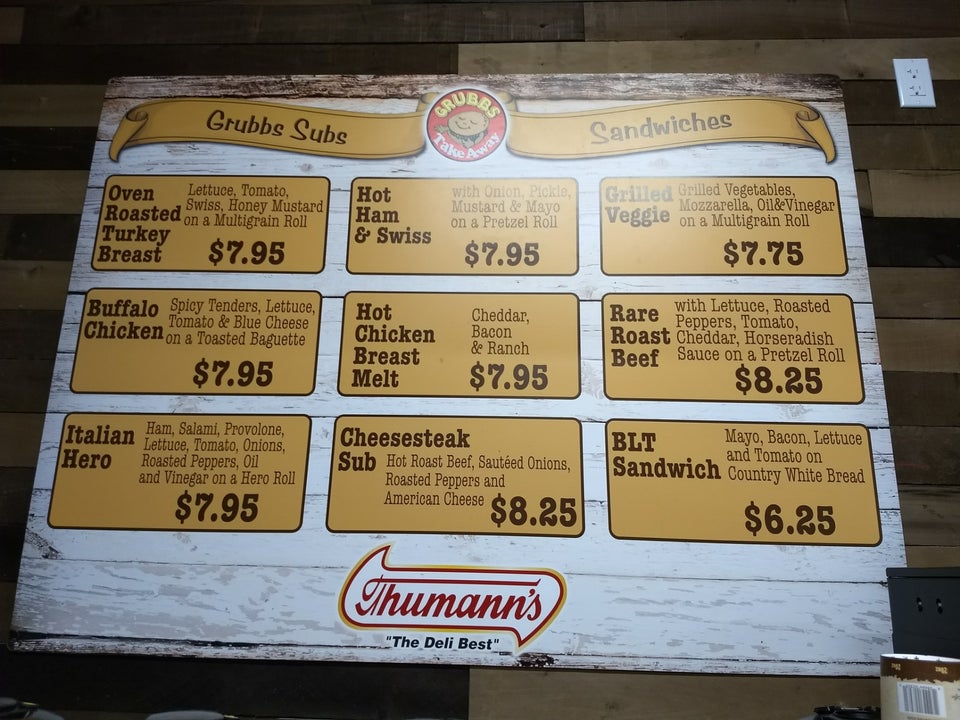 Grubbs Subs
GRUBBS
Take Away
Sandwiches
Oven
Roasted
Turkey
Breast
Lettuce, Tomato,
Swiss, Honey Mustard
on a Multigrain Roll
$7.95
Hot
Ham
& Swiss
with Onion, Pickle,
Mustard & Mayo
on a Pretzel Roll
$7.95
Grilled
Veggie
Grilled Vegetables,
Mozzarella, Oil&Vinegar
on a Multigrain Roll
$7.75
Buffalo
Chicken
Spicy Tenders, Lettuce,
Tomato & Blue Cheese
on a Toasted Baguette
$7.95
Hot
Chicken
Breast
Melt
Cheddar,
Bacon
& Ranch
$7.95
Rare
Roast
Beef
with Lettuce, Roasted
Peppers, Tomato,
Cheddar, Horseradish
Sauce on a Pretzel Roll
$8.25
Italian
Hero
Ham, Salami, Provolone,
Lettuce, Tomato, Onions,
Roasted Peppers, Oil
and Vinegar on a Hero Roll
$7.95
Cheesesteak
Sub
Hot Roast Beef, Sautéed Onions,
Roasted Peppers and
American Cheese
$8.25
BLT
Sandwich
Mayo, Bacon, Lettuce
and Tomato on
Country White Bread
$6.25
Thumann's
"The Deli Best"